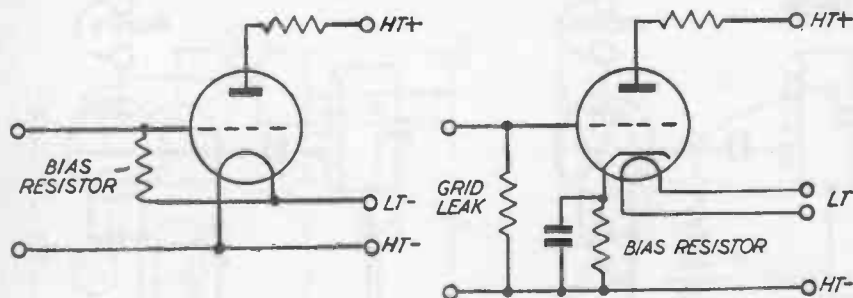 HT+
BIAS
RESISTOR
LT-
HT-
HT+
GRID
LEAK
LT
BIAS RESISTOR
HT-